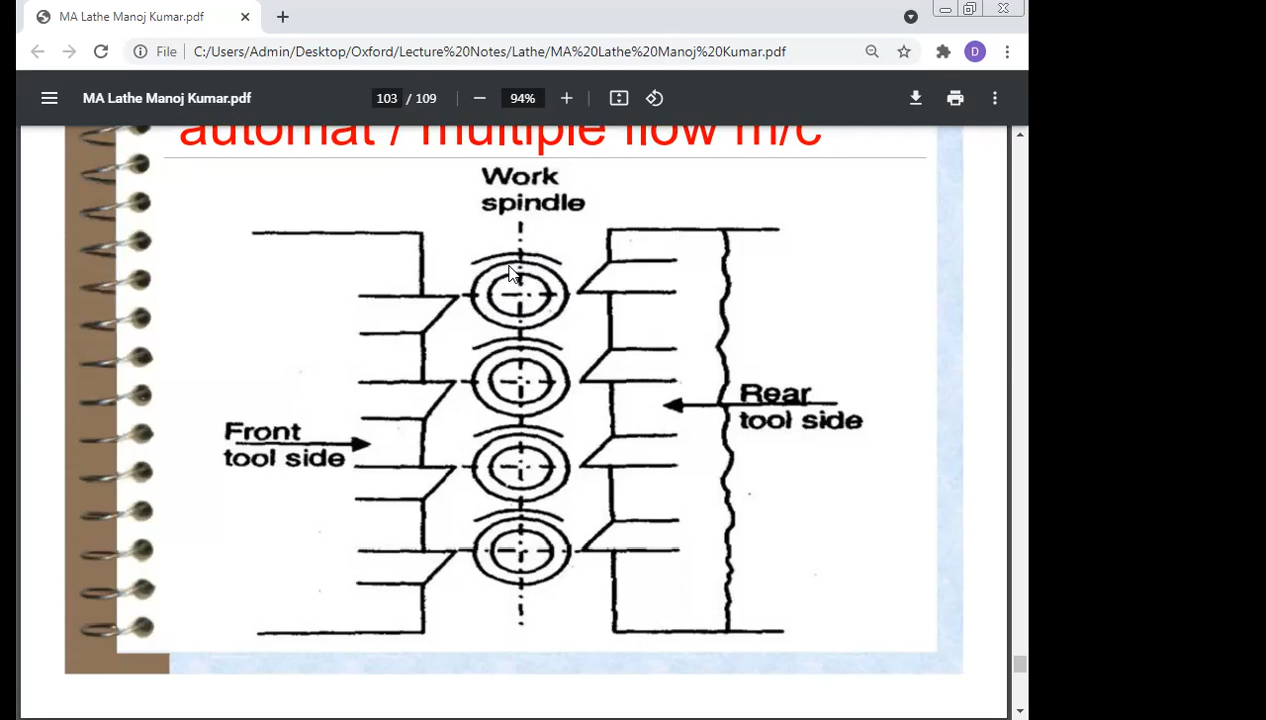 MA Lathe Manoj Kumar.pdf
File
C:/Users/Admin/Desktop/Oxford/Lecture%20Notes/Lathe/MA%20Lathe%20Manoj%20Kumar.pdf
D
MA Lathe Manoj Kumar.pdf
103 / 109
94%
automat / multiple flow m/c
Work
spindle
Rear
tool side
Front
tool side